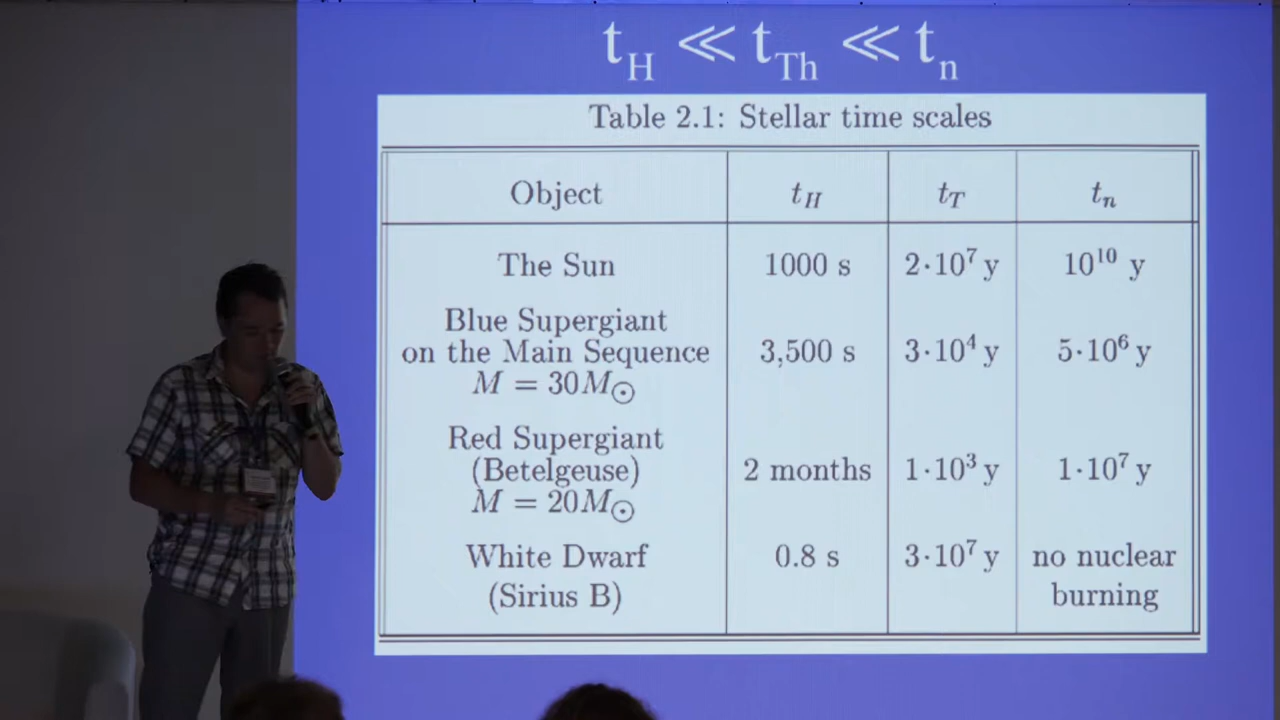 t_H ≪ t_Th ≪ t_n
Table 2.1: Stellar time scales
Object t_H t_T t_n
The Sun 1000 s 2·10⁷ y 10¹⁰ y
Blue Supergiant
on the Main Sequence 3,500 s 3·10⁴ y 5·10⁶ y
M = 30M☉
Red Supergiant
(Betelgeuse) 2 months 1·10³ y 1·10⁷ y
M = 20M☉
White Dwarf 0.8 s 3·10⁷ y no nuclear
(Sirius B) burning